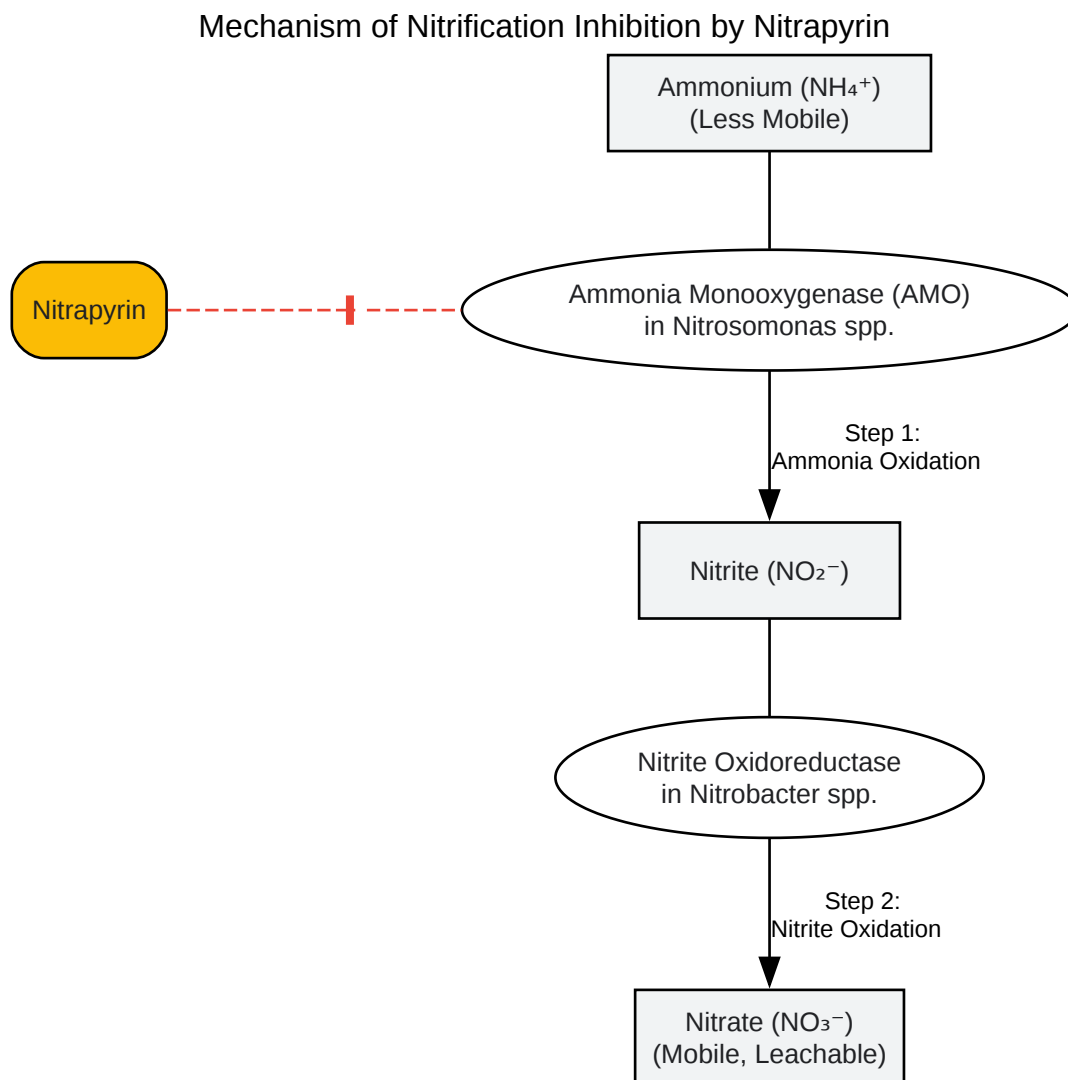 Mechanism of Nitrification Inhibition by Nitrapyrin
Ammonium (NH₄⁺)
(Less Mobile)
Nitrapyrin
Ammonia Monooxygenase (AMO)
in Nitrosomonas spp.
Step 1:
Ammonia Oxidation
Nitrite (NO₂⁻)
Nitrite Oxidoreductase
in Nitrobacter spp.
Step 2:
Nitrite Oxidation
Nitrate (NO₃⁻)
(Mobile, Leachable)